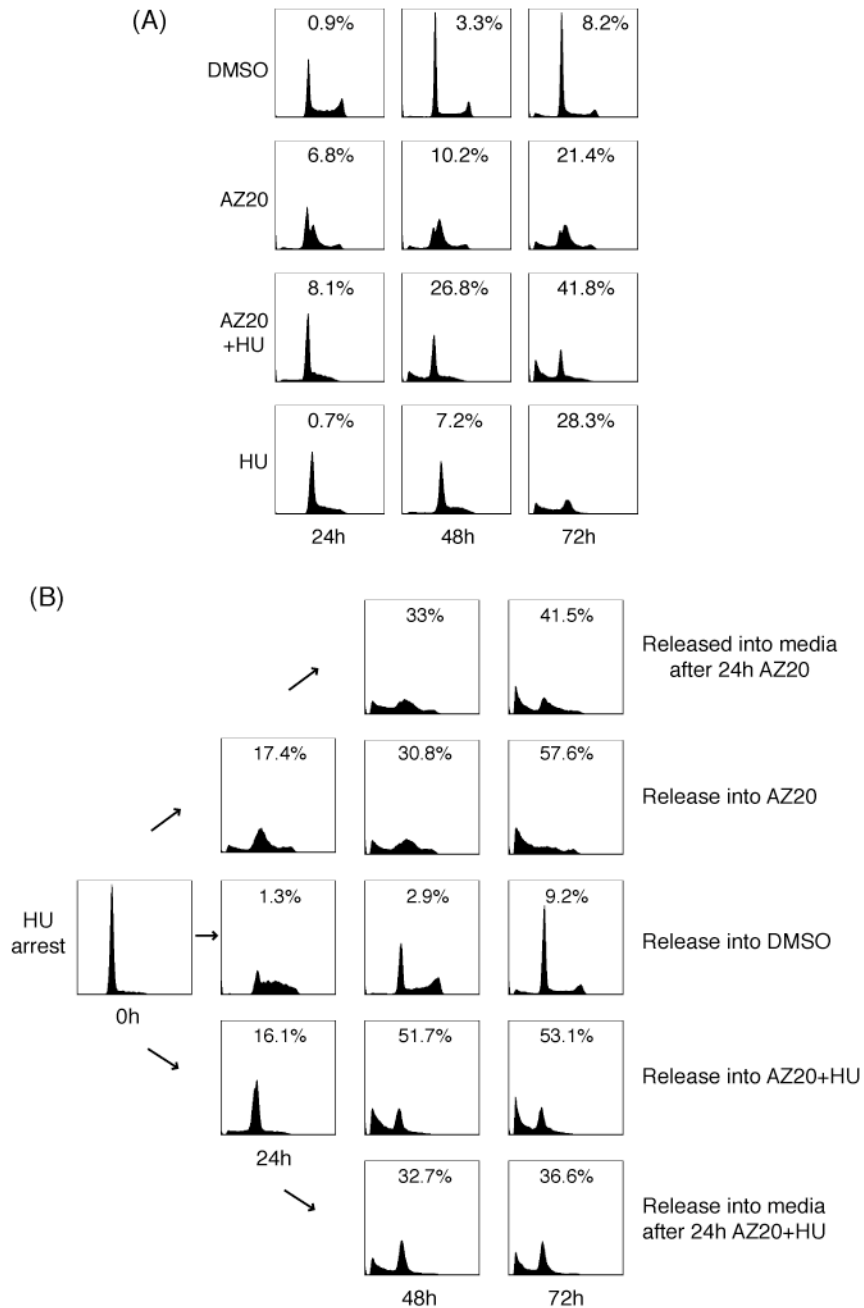 (A)
0.9% 3.3% 8.2%
DMSO
6.8% 10.2% 21.4%
AZ20
8.1% 26.8% 41.8%
AZ20
+HU
0.7% 7.2% 28.3%
HU
24h 48h 72h
(B)
33% 41.5%
Released into media
after 24h AZ20
17.4% 30.8% 57.6%
Release into AZ20
1.3% 2.9% 9.2%
HU
arrest
Release into DMSO
0h
16.1% 51.7% 53.1%
Release into AZ20+HU
24h
32.7% 36.6%
Release into media
after 24h AZ20+HU
48h 72h